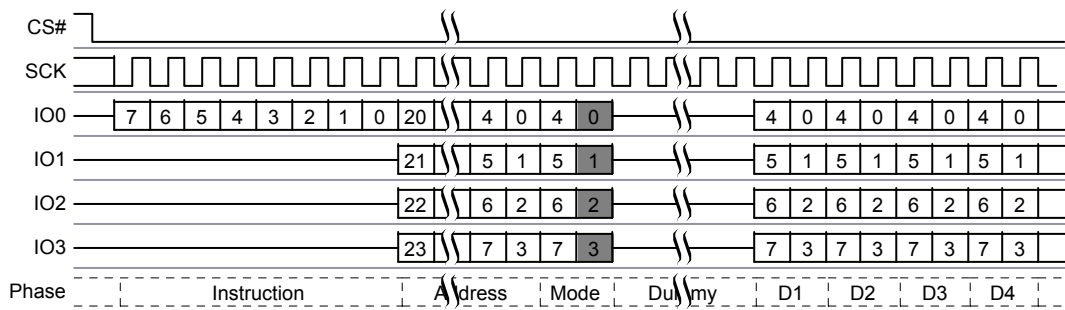 CS#
SCK
IO0 7 6 5 4 3 2 1 0 20 4 0 4 0 4 0 4 0 4 0 4 0
IO1 21 5 1 5 1 5 1 5 1 5 1 5 1
IO2 22 6 2 6 2 6 2 6 2 6 2 6 2
IO3 23 7 3 7 3 7 3 7 3 7 3 7 3
Phase Instruction Address Mode Dummy D1 D2 D3 D4